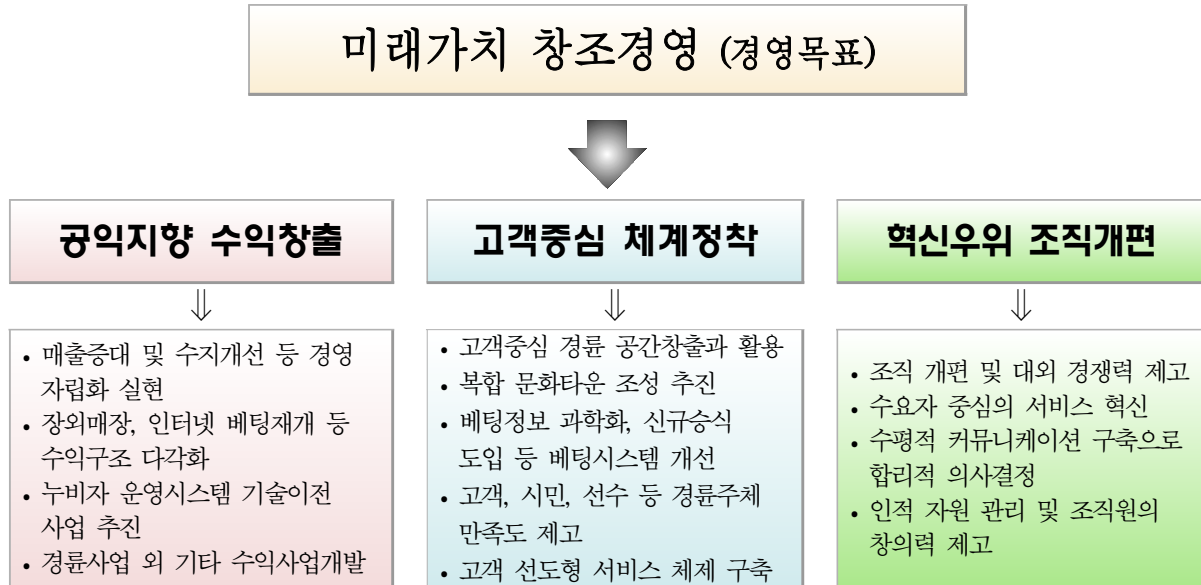 미래가치 창조경영 (경영목표)
공익지향 수익창출
⇓
• 매출증대 및 수지개선 등 경영
자립화 실현
• 장외매장, 인터넷 베팅재개 등
수익구조 다각화
• 누비자 운영시스템 기술이전
사업 추진
• 경륜사업 외 기타 수익사업개발
고객중심 체계정착
⇓
• 고객중심 경륜 공간창출과 활용
• 복합 문화타운 조성 추진
• 베팅정보 과학화, 신규승식
도입 등 베팅시스템 개선
• 고객, 시민, 선수 등 경륜주체
만족도 제고
• 고객 선도형 서비스 체제 구축
혁신우위 조직개편
⇓
• 조직 개편 및 대외 경쟁력 제고
• 수요자 중심의 서비스 혁신
• 수평적 커뮤니케이션 구축으로
합리적 의사결정
• 인적 자원 관리 및 조직원의
창의력 제고